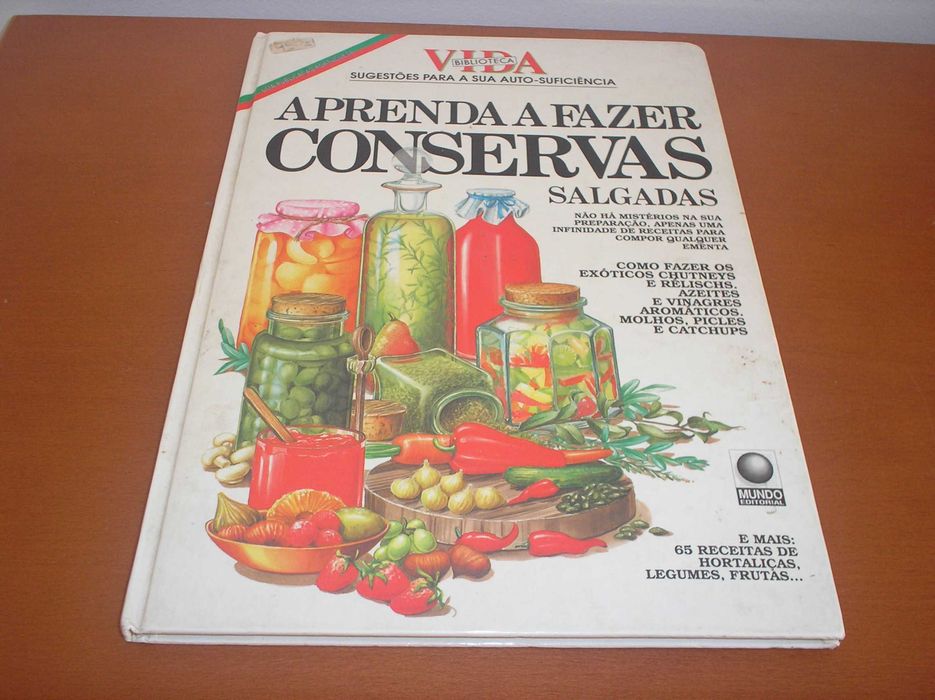 VIDA
BIBLIOTECA
SUGESTÕES PARA A SUA AUTO-SUFICIÊNCIA
APRENDA A FAZER
CONSERVAS
SALGADAS
NÃO HÁ MISTÉRIOS NA SUA
PREPARAÇÃO, APENAS UMA
INFINIDADE DE RECEITAS PARA
COMPOR QUALQUER
EMENTA
COMO FAZER OS
EXÓTICOS CHUTNEYS
E RELISCHS.
AZEITES
E VINAGRES
AROMÁTICOS.
MOLHOS, PICLES
E CATCHUPS
MUNDO
EDITORIAL
E MAIS:
65 RECEITAS DE
HORTALIÇAS,
LEGUMES, FRUTAS...